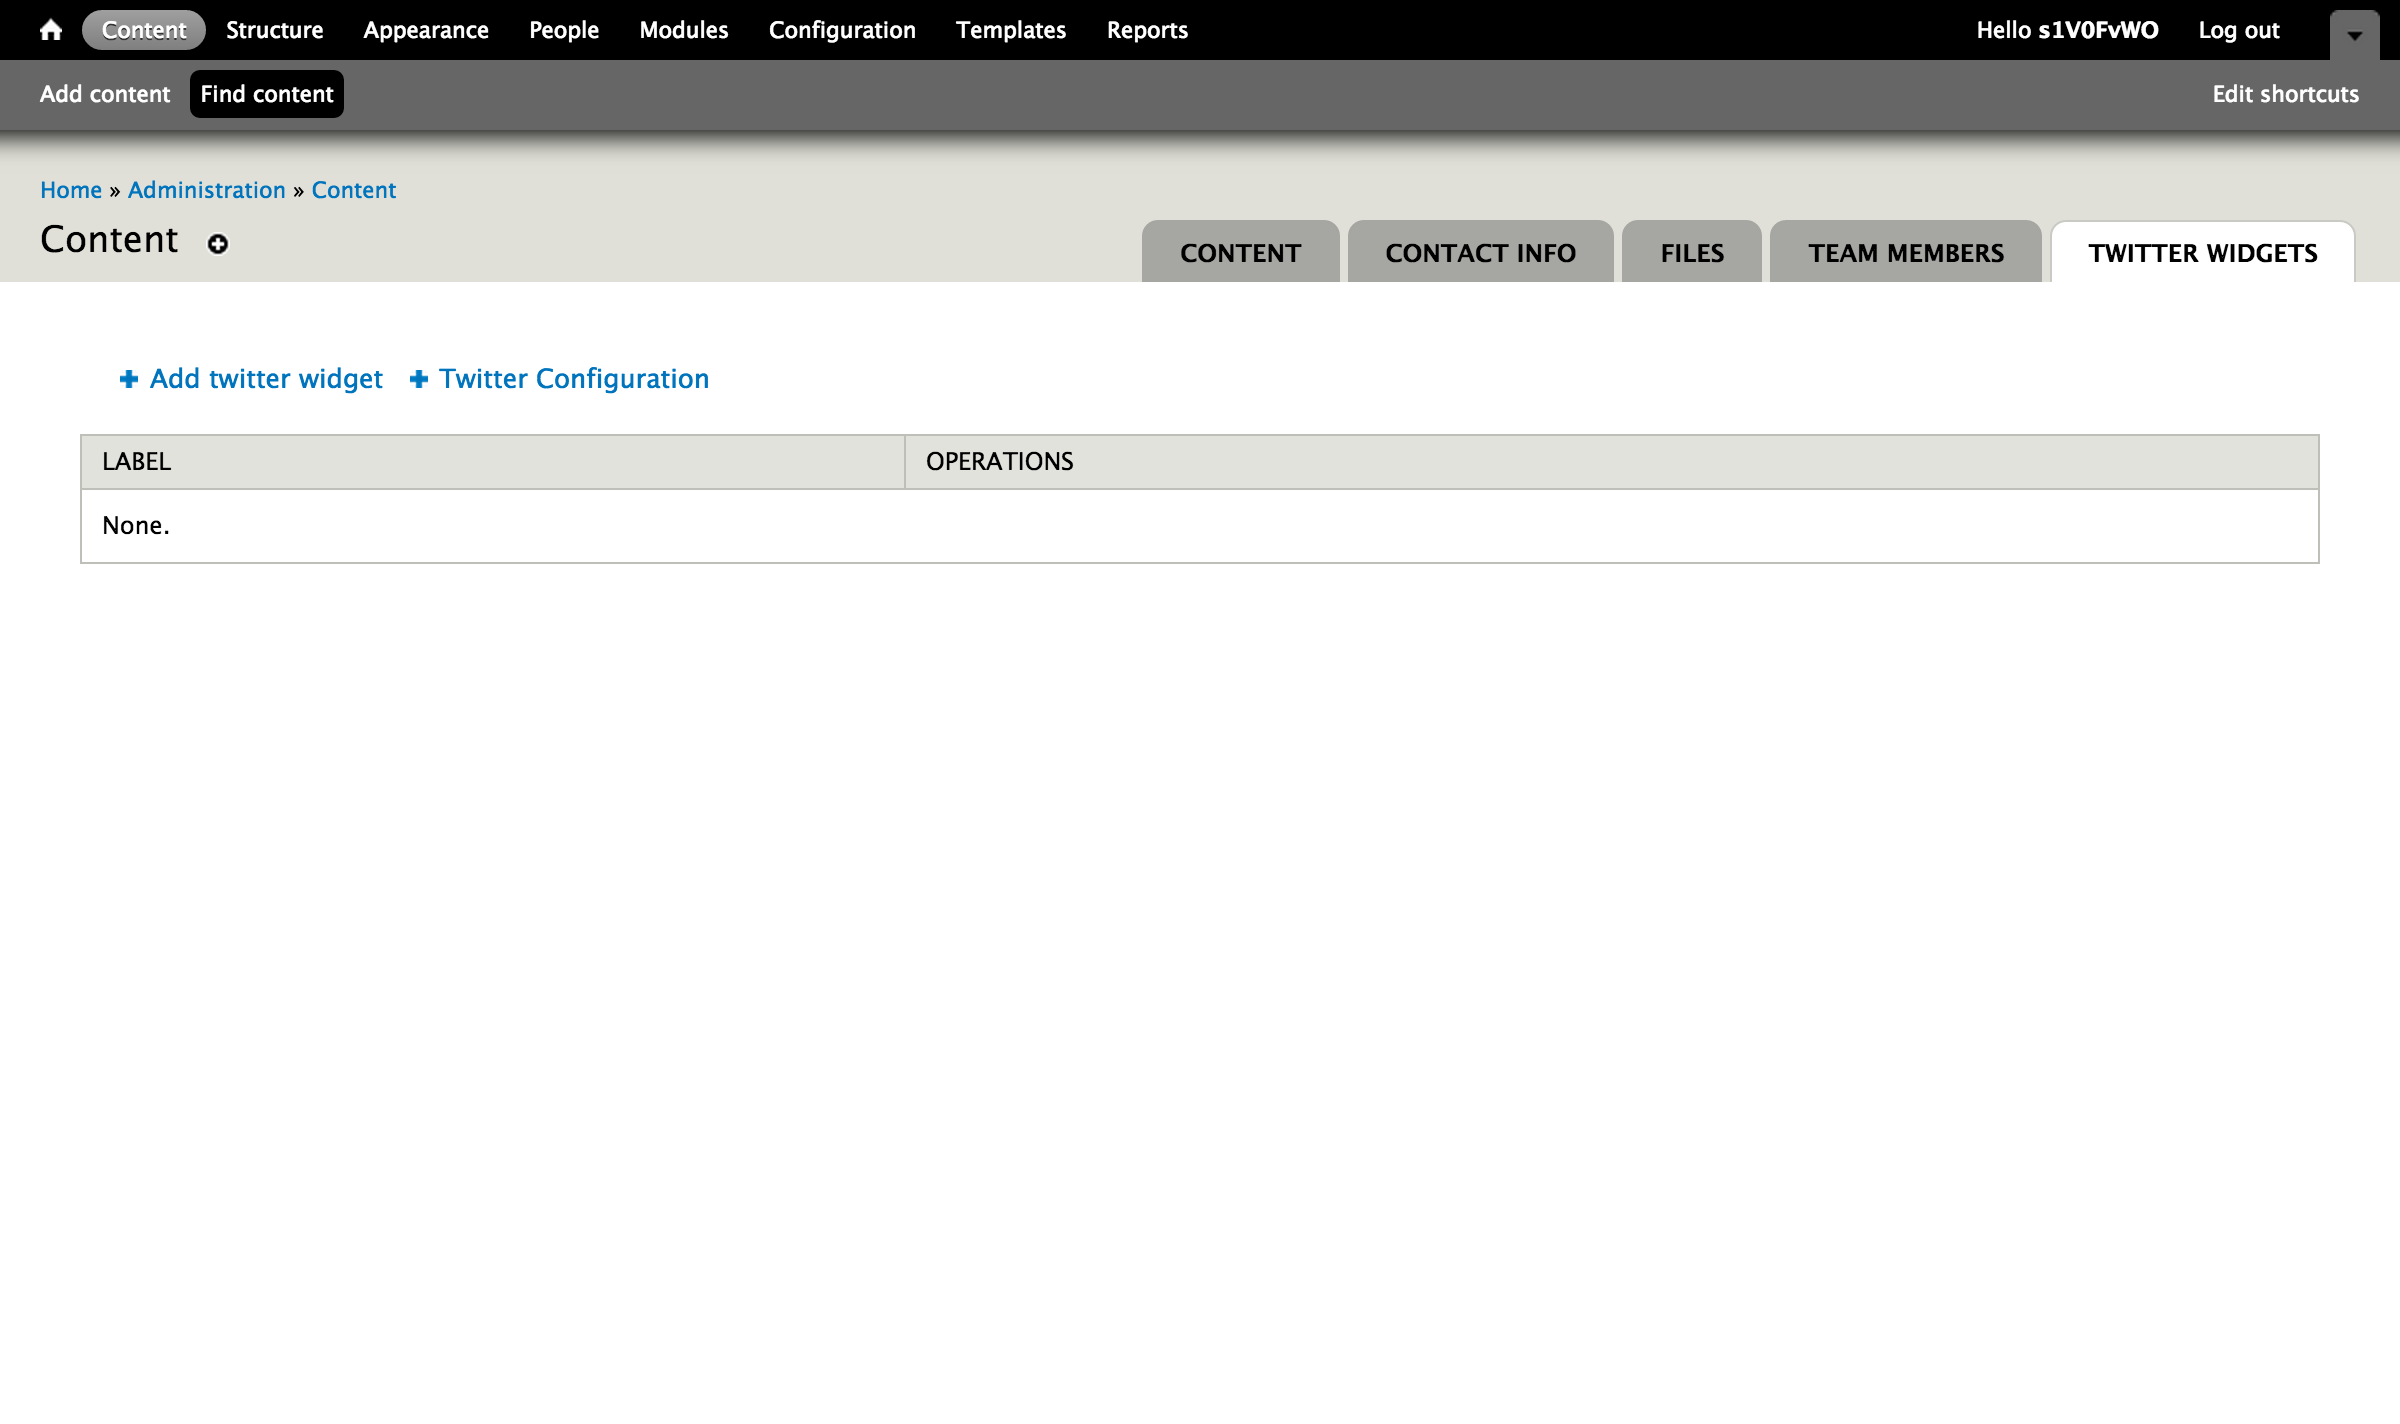 Content Structure Appearance People Modules Configuration Templates Reports Hello s1V0FvWO Log out
Add content Find content Edit shortcuts
Home » Administration » Content
Content
CONTENT CONTACT INFO FILES TEAM MEMBERS TWITTER WIDGETS
Add twitter widget Twitter Configuration
LABEL OPERATIONS
None.